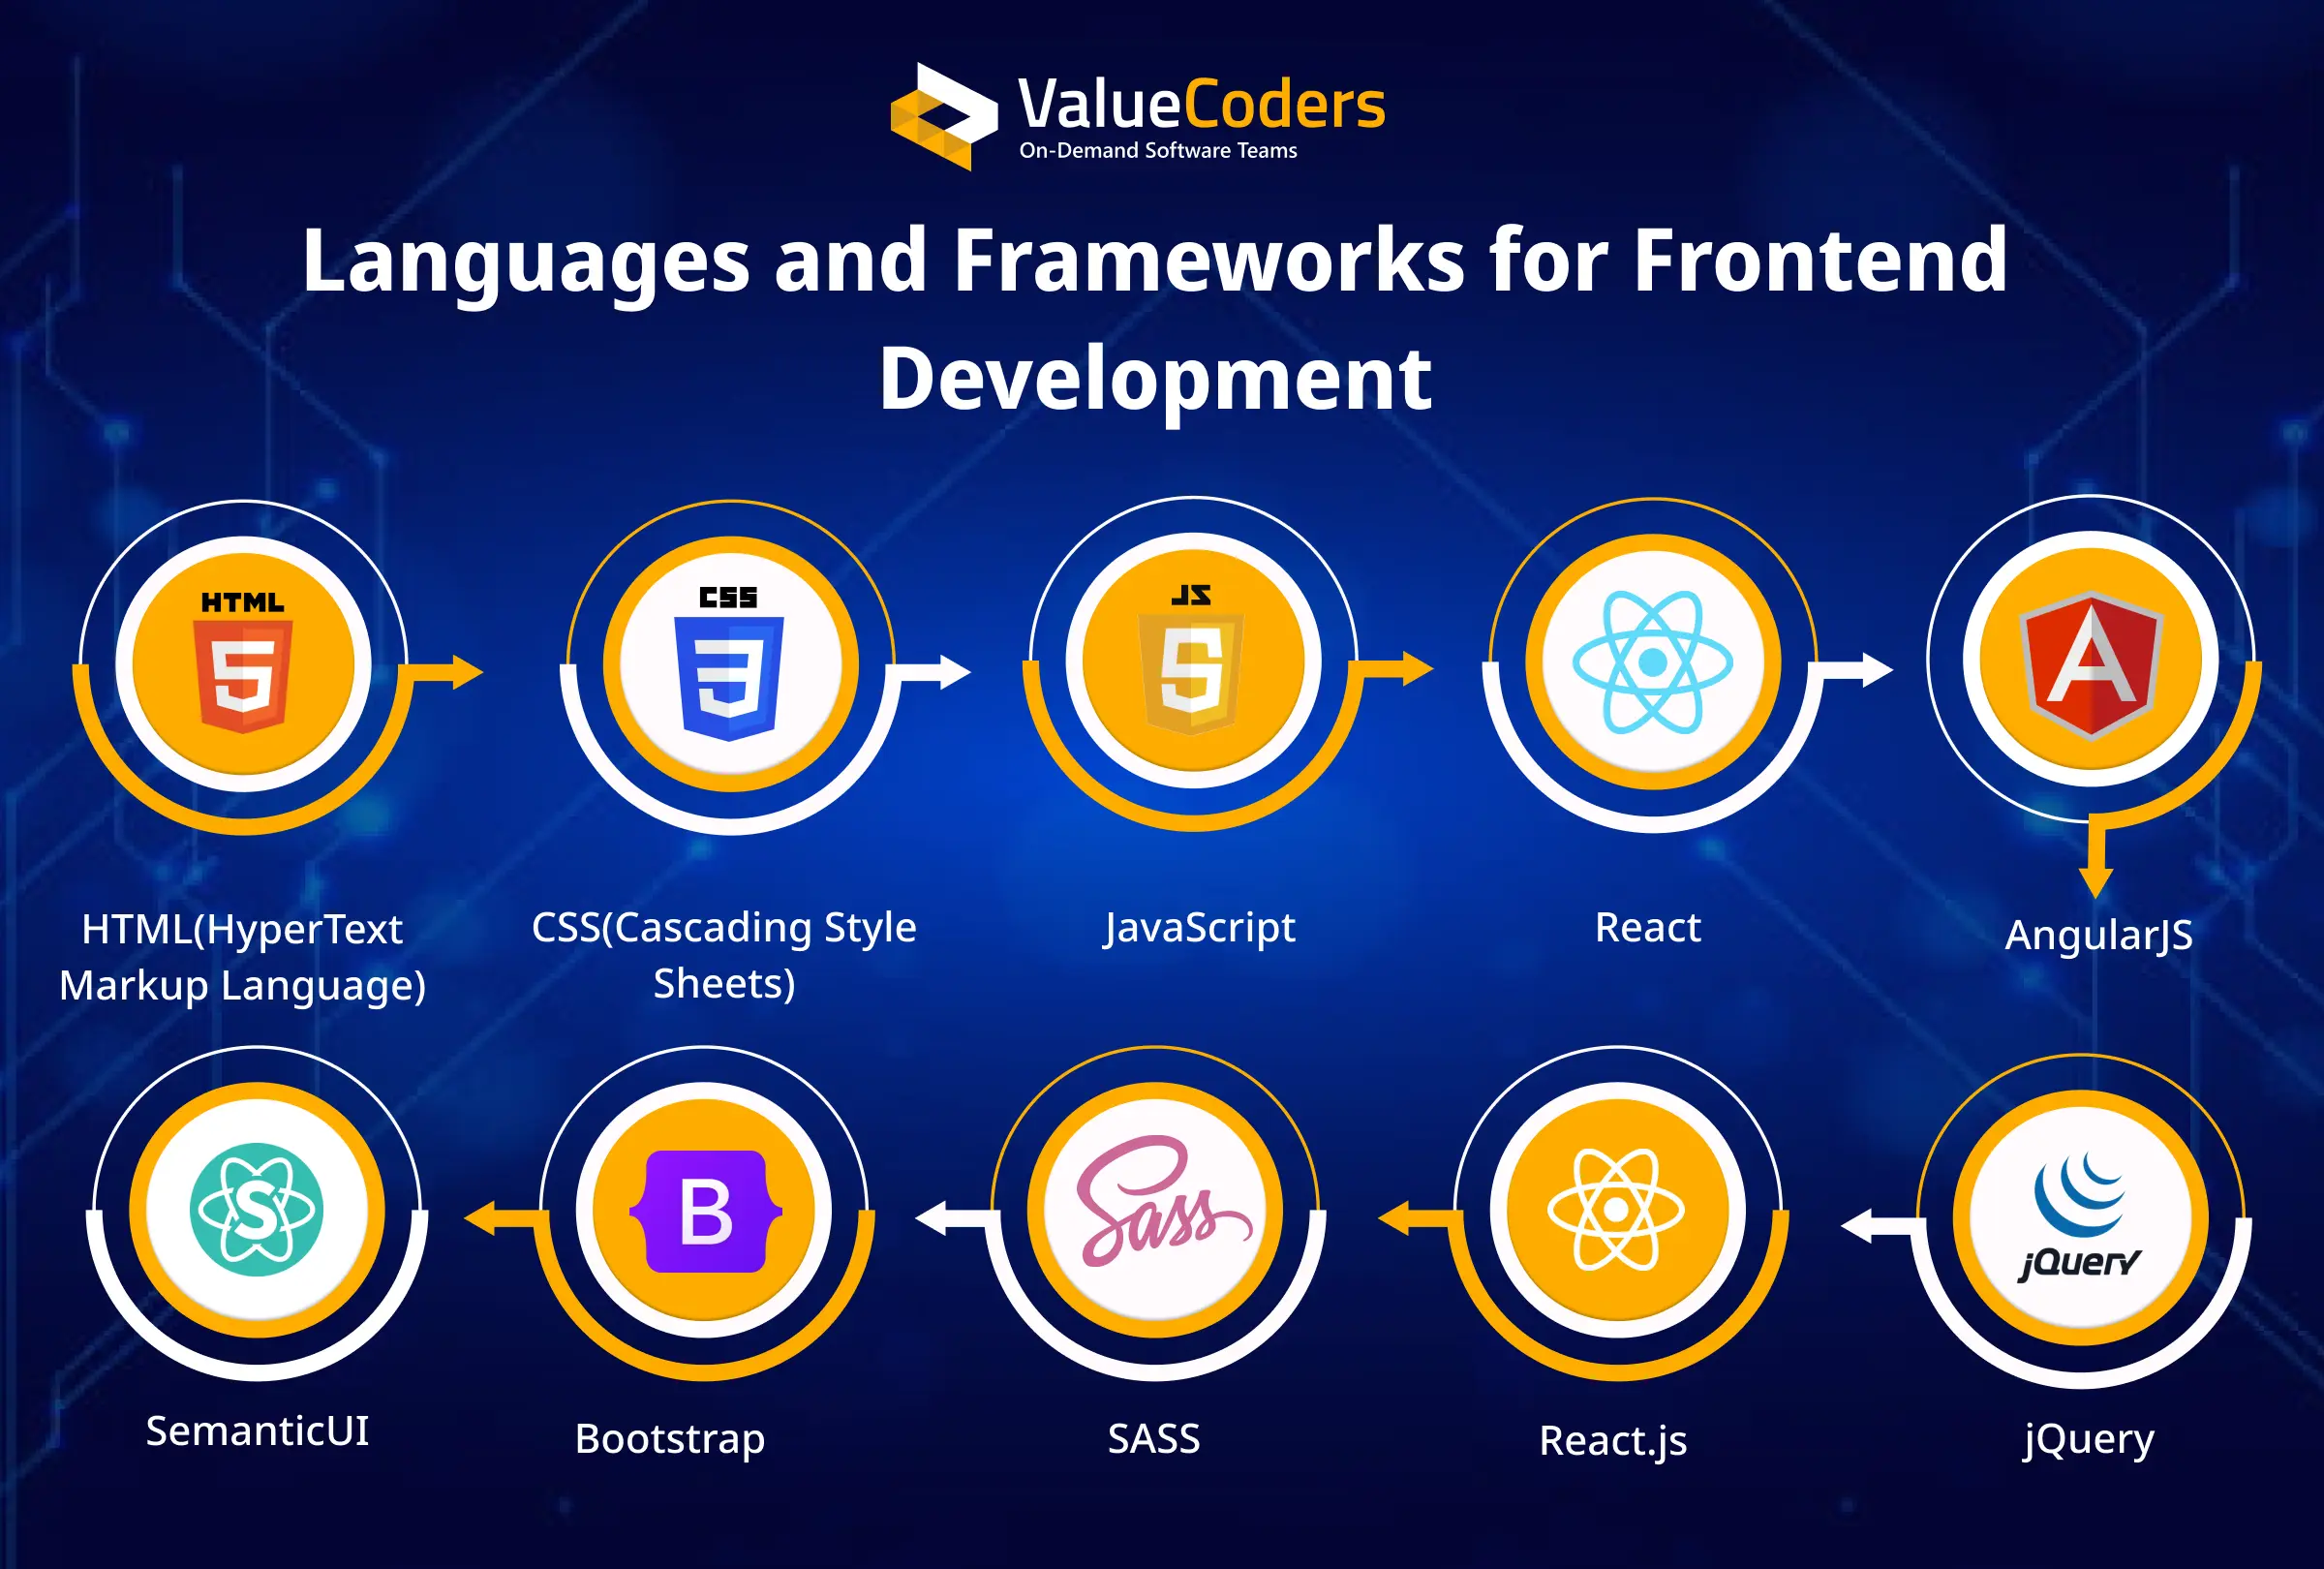 ValueCoders
On-Demand Software Teams
Languages and Frameworks for Frontend
Development
HTML
CSS
JS
HTML(HyperText
Markup Language)
CSS(Cascading Style
Sheets)
JavaScript
React
AngularJS
S
B
Sass
jQuery
SemanticUI
Bootstrap
SASS
React.js
jQuery